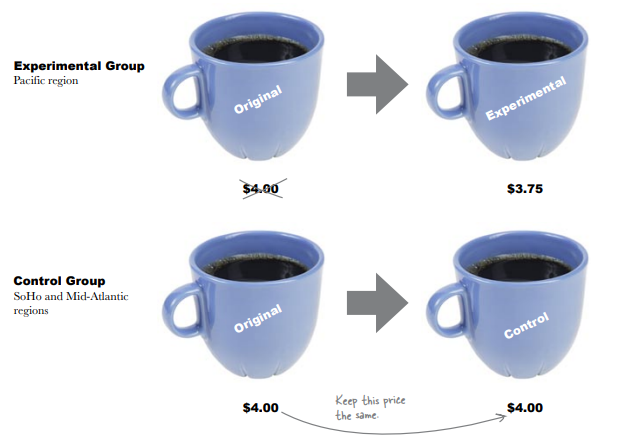 Experimental Group
Pacific region
Original
Experimental
$4.00
$3.75
Control Group
SoHo and Mid-Atlantic
regions
Original
Control
Keep this price
the same.
$4.00
$4.00